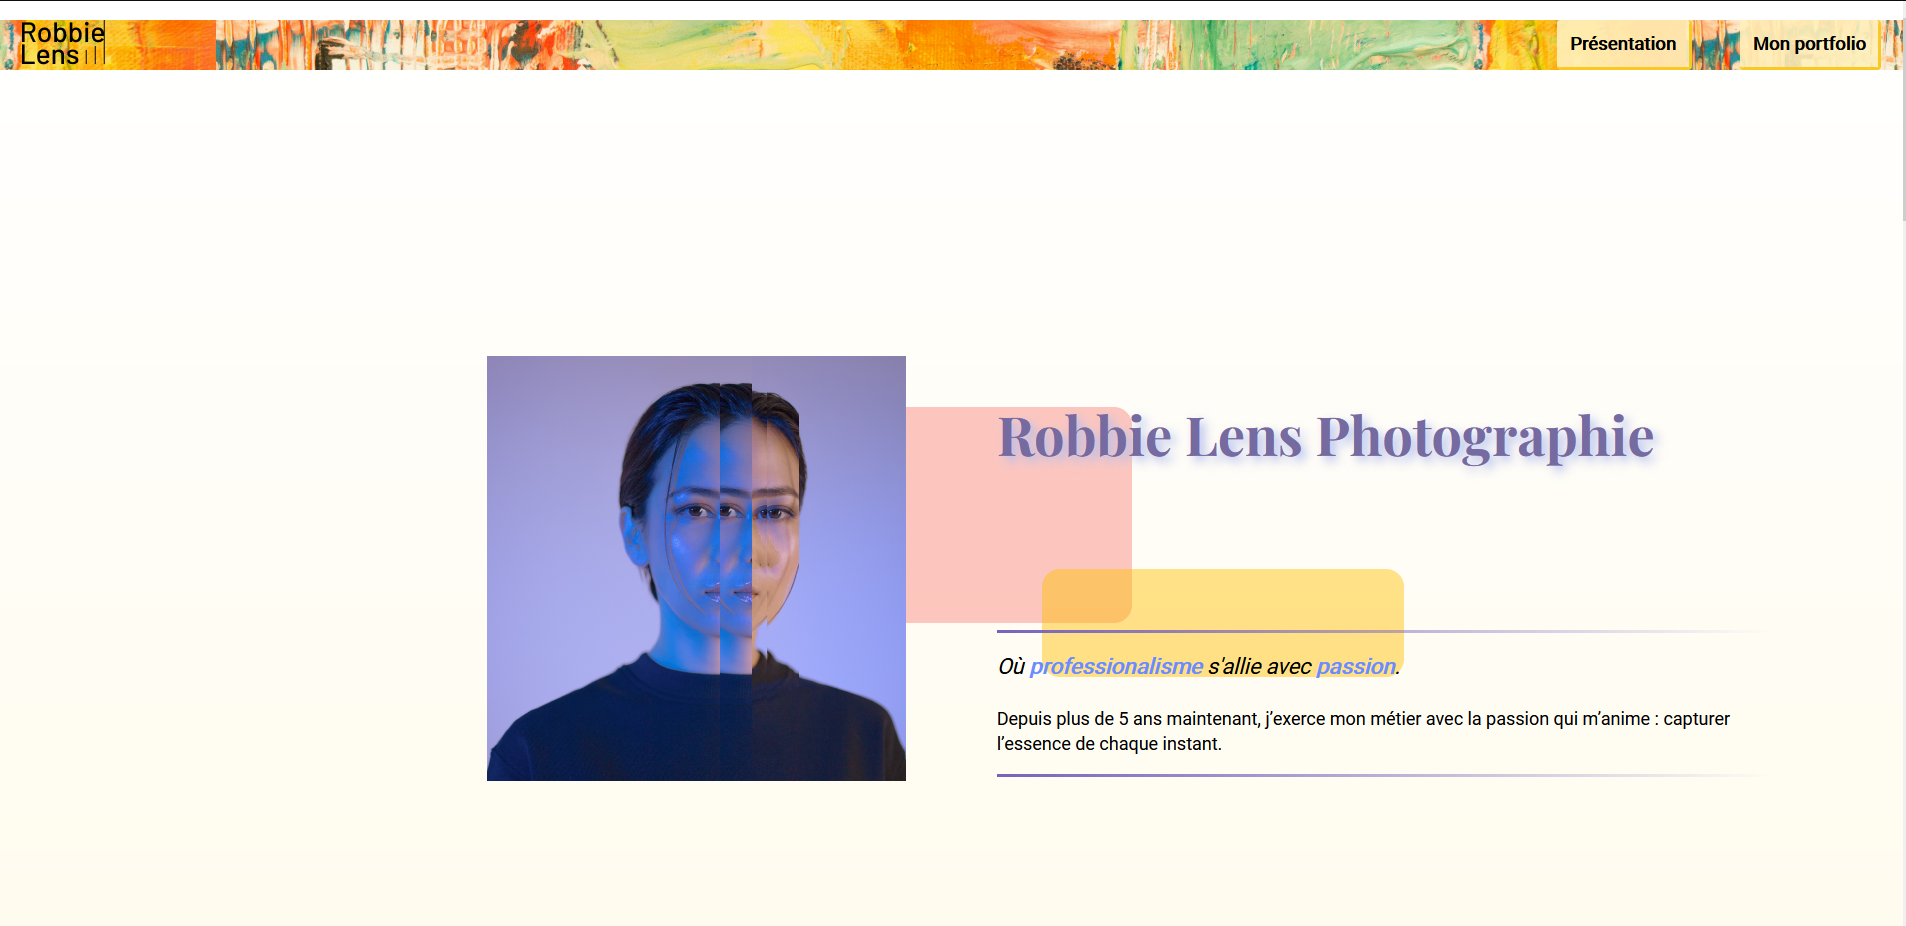 Robbie
Lens
Présentation
Mon portfolio
Robbie Lens Photographie
Où professionalisme s'allie avec passion.
Depuis plus de 5 ans maintenant, j’exerce mon métier avec la passion qui m’anime : capturer
l’essence de chaque instant.